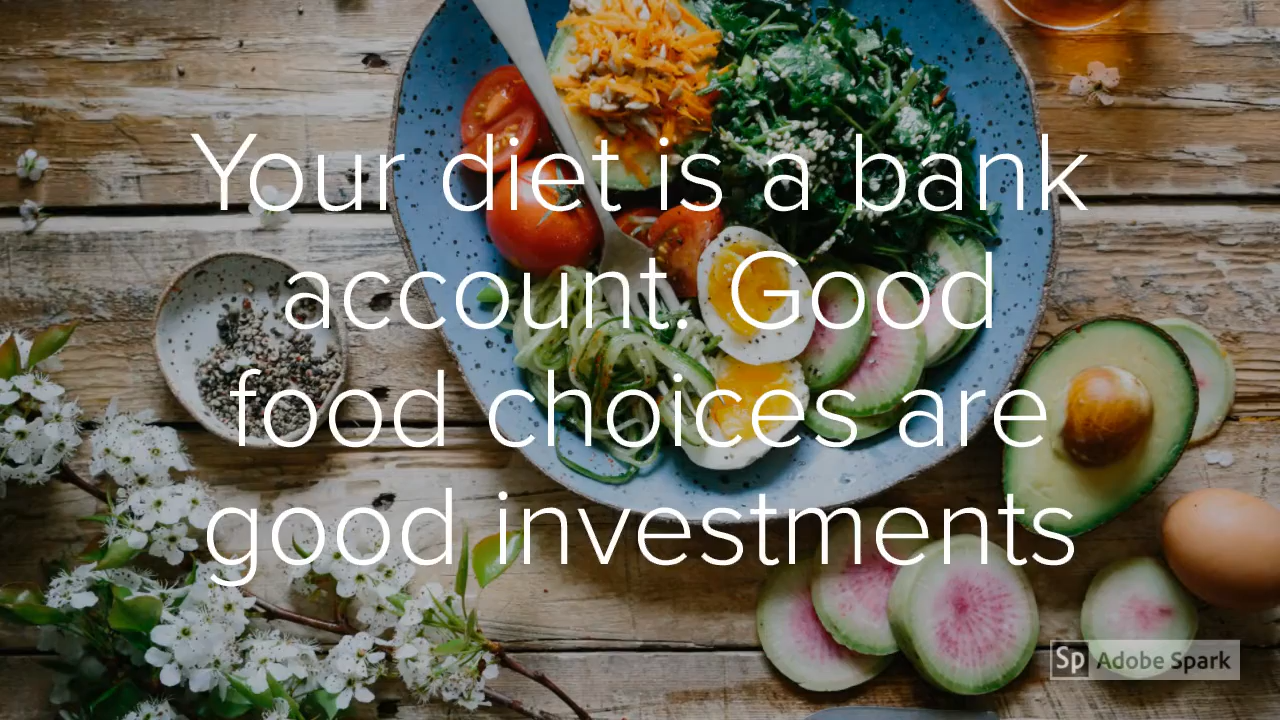 Your diet is a bank
account. Good
food choices are
good investments
Sp Adobe Spark